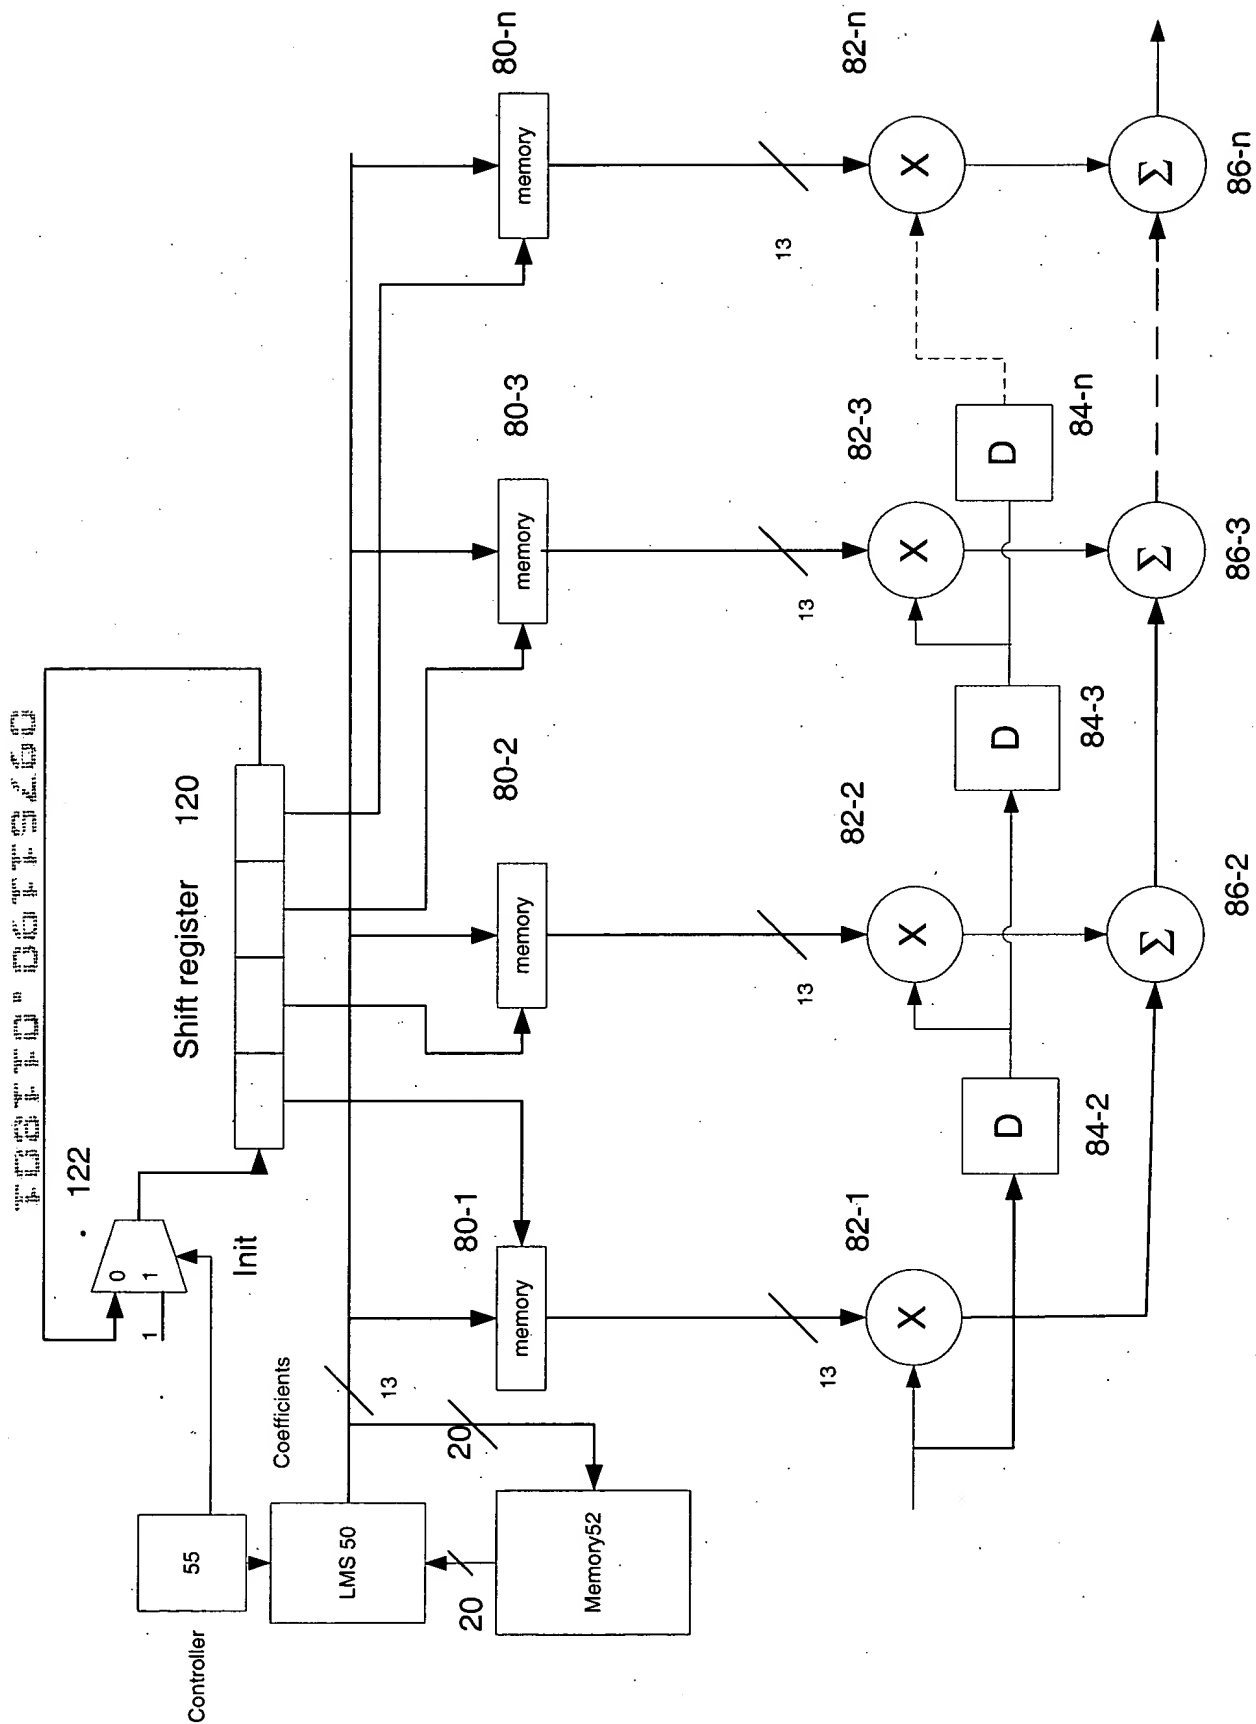 122
0
1
1
Init
Shift register 120
Controller
55
LMS 50
Coefficients
13
20
20
Memory52
80-1
80-2
80-3
80-n
memory
memory
memory
memory
13
13
13
13
82-1
82-2
82-3
82-n
X
X
X
X
D
D
D
84-2
84-3
84-n
Σ
Σ
Σ
86-2
86-3
86-n